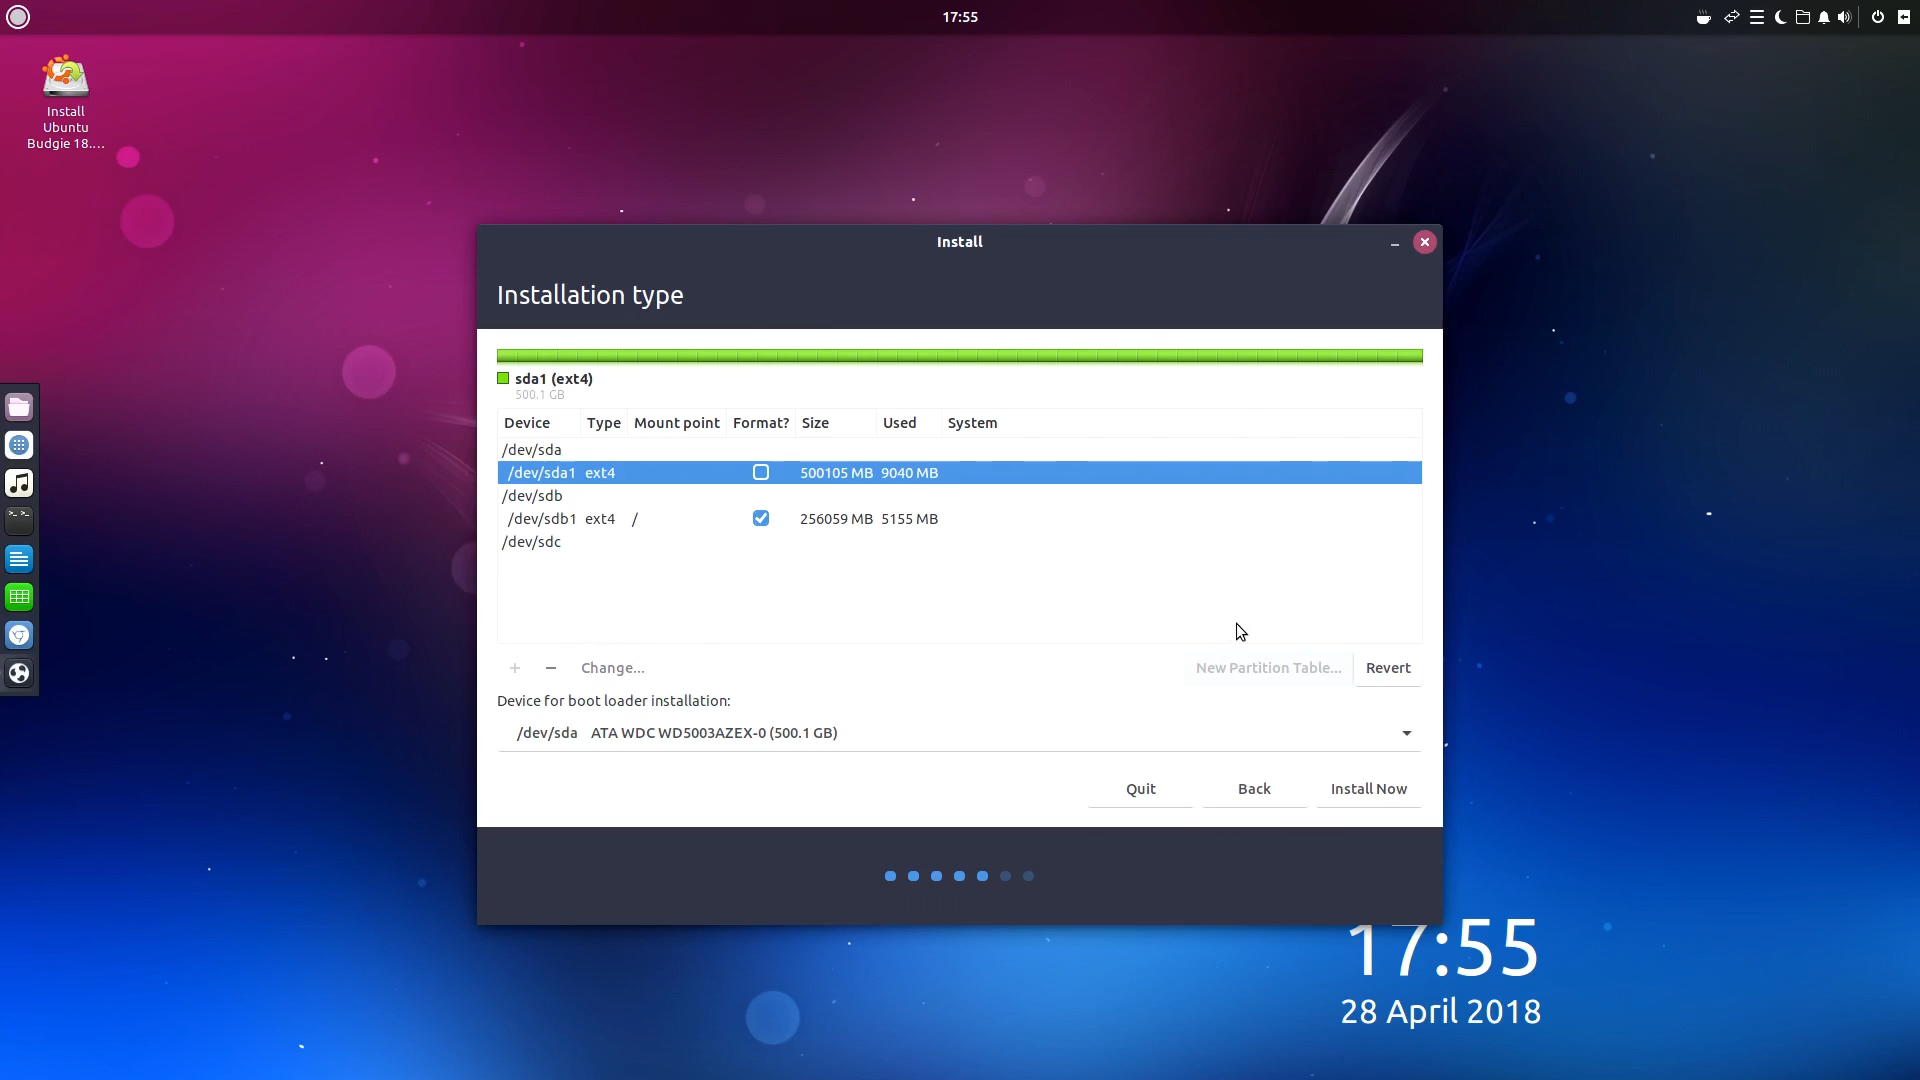 17:55
Install
Ubuntu
Budgie 18....
Install
Installation type
sda1 (ext4)
500.1 GB
Device Type Mount point Format? Size Used System
/dev/sda
/dev/sda1 ext4 500105 MB 9040 MB
/dev/sdb
/dev/sdb1 ext4 / 256059 MB 5155 MB
/dev/sdc
+ − Change... New Partition Table... Revert
Device for boot loader installation:
/dev/sda ATA WDC WD5003AZEX-0 (500.1 GB)
Quit Back Install Now
17:55
28 April 2018